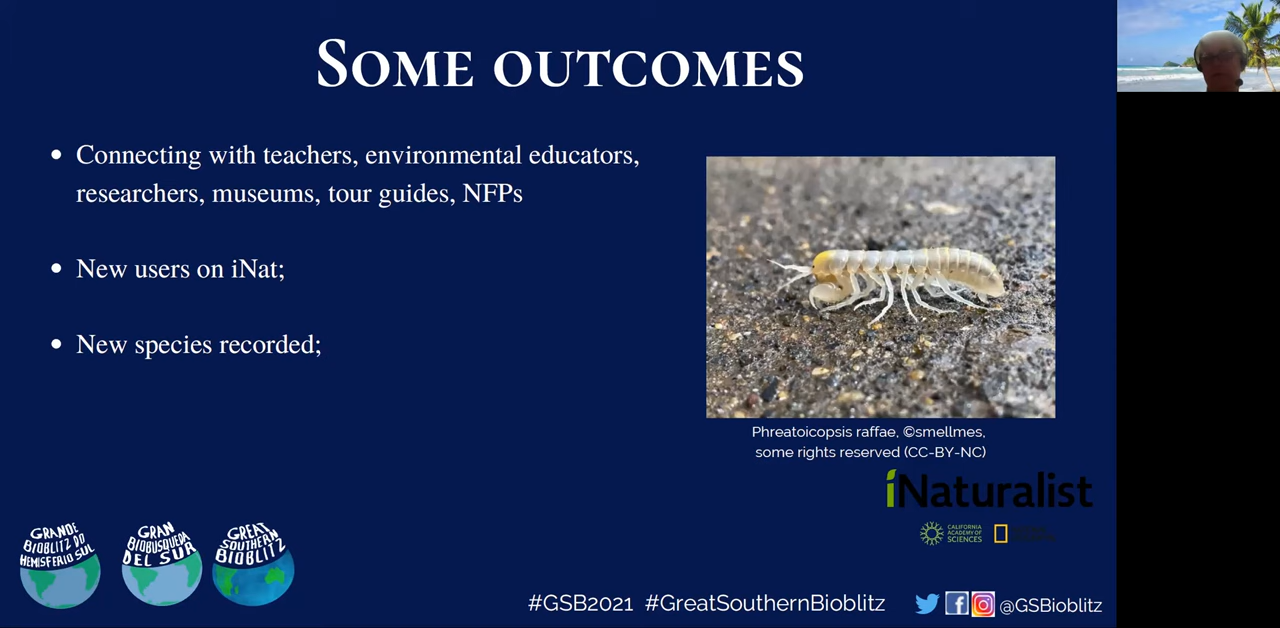 SOME OUTCOMES
• Connecting with teachers, environmental educators,
researchers, museums, tour guides, NFPs
• New users on iNat;
• New species recorded;
Phreatoicopsis raffae, ©smellmes,
some rights reserved (CC-BY-NC)
iNaturalist
CALIFORNIA
ACADEMY OF
SCIENCES
GRANDE
BIOBLITZ DO
HEMISFERIO SUL
GRAN
BIOBUSQUEDA
DEL SUR
GREAT
SOUTHERN
BIOBLITZ
#GSB2021 #GreatSouthernBioblitz
@GSBioblitz